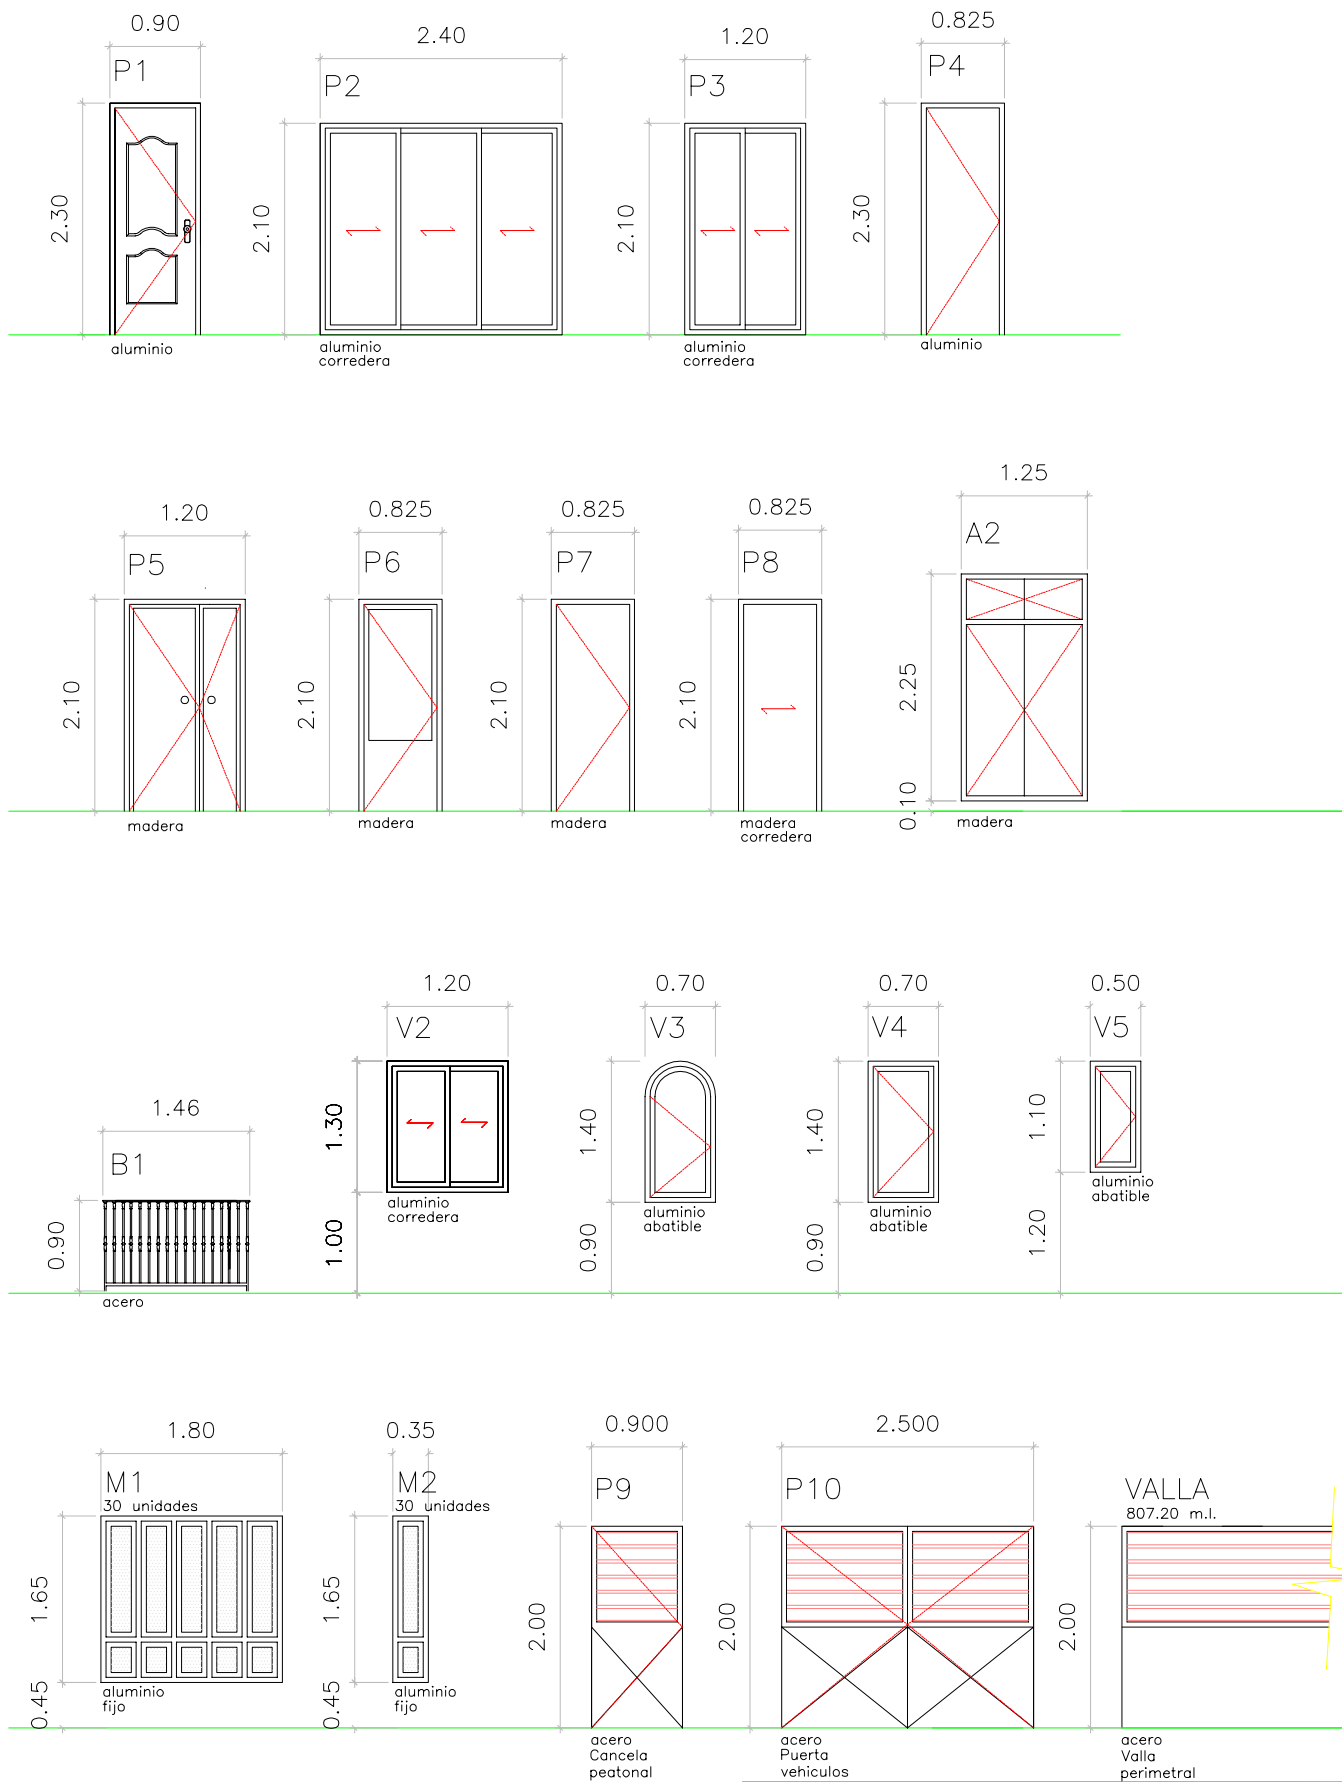 0.90
2.40
1.20
0.825
P1
P2
P3
P4
2.30
2.10
2.10
2.30
aluminio
aluminio
corredera
aluminio
corredera
aluminio
1.20
0.825
0.825
0.825
1.25
P5
P6
P7
P8
A2
2.10
2.10
2.10
2.10
2.25
0.10
madera
madera
madera
madera
corredera
madera
1.46
1.20
0.70
0.70
0.50
B1
V2
V3
V4
V5
0.90
1.30
1.00
1.40
0.90
1.40
0.90
1.10
1.20
acero
aluminio
corredera
aluminio
abatible
aluminio
abatible
aluminio
abatible
1.80
0.35
0.900
2.500
M1
30 unidades
M2
30 unidades
P9
P10
VALLA
807.20 m.l.
1.65
0.45
1.65
0.45
2.00
2.00
2.00
aluminio
fijo
aluminio
fijo
acero
Cancela
peatonal
acero
Puerta
vehiculos
acero
Valla
perimetral